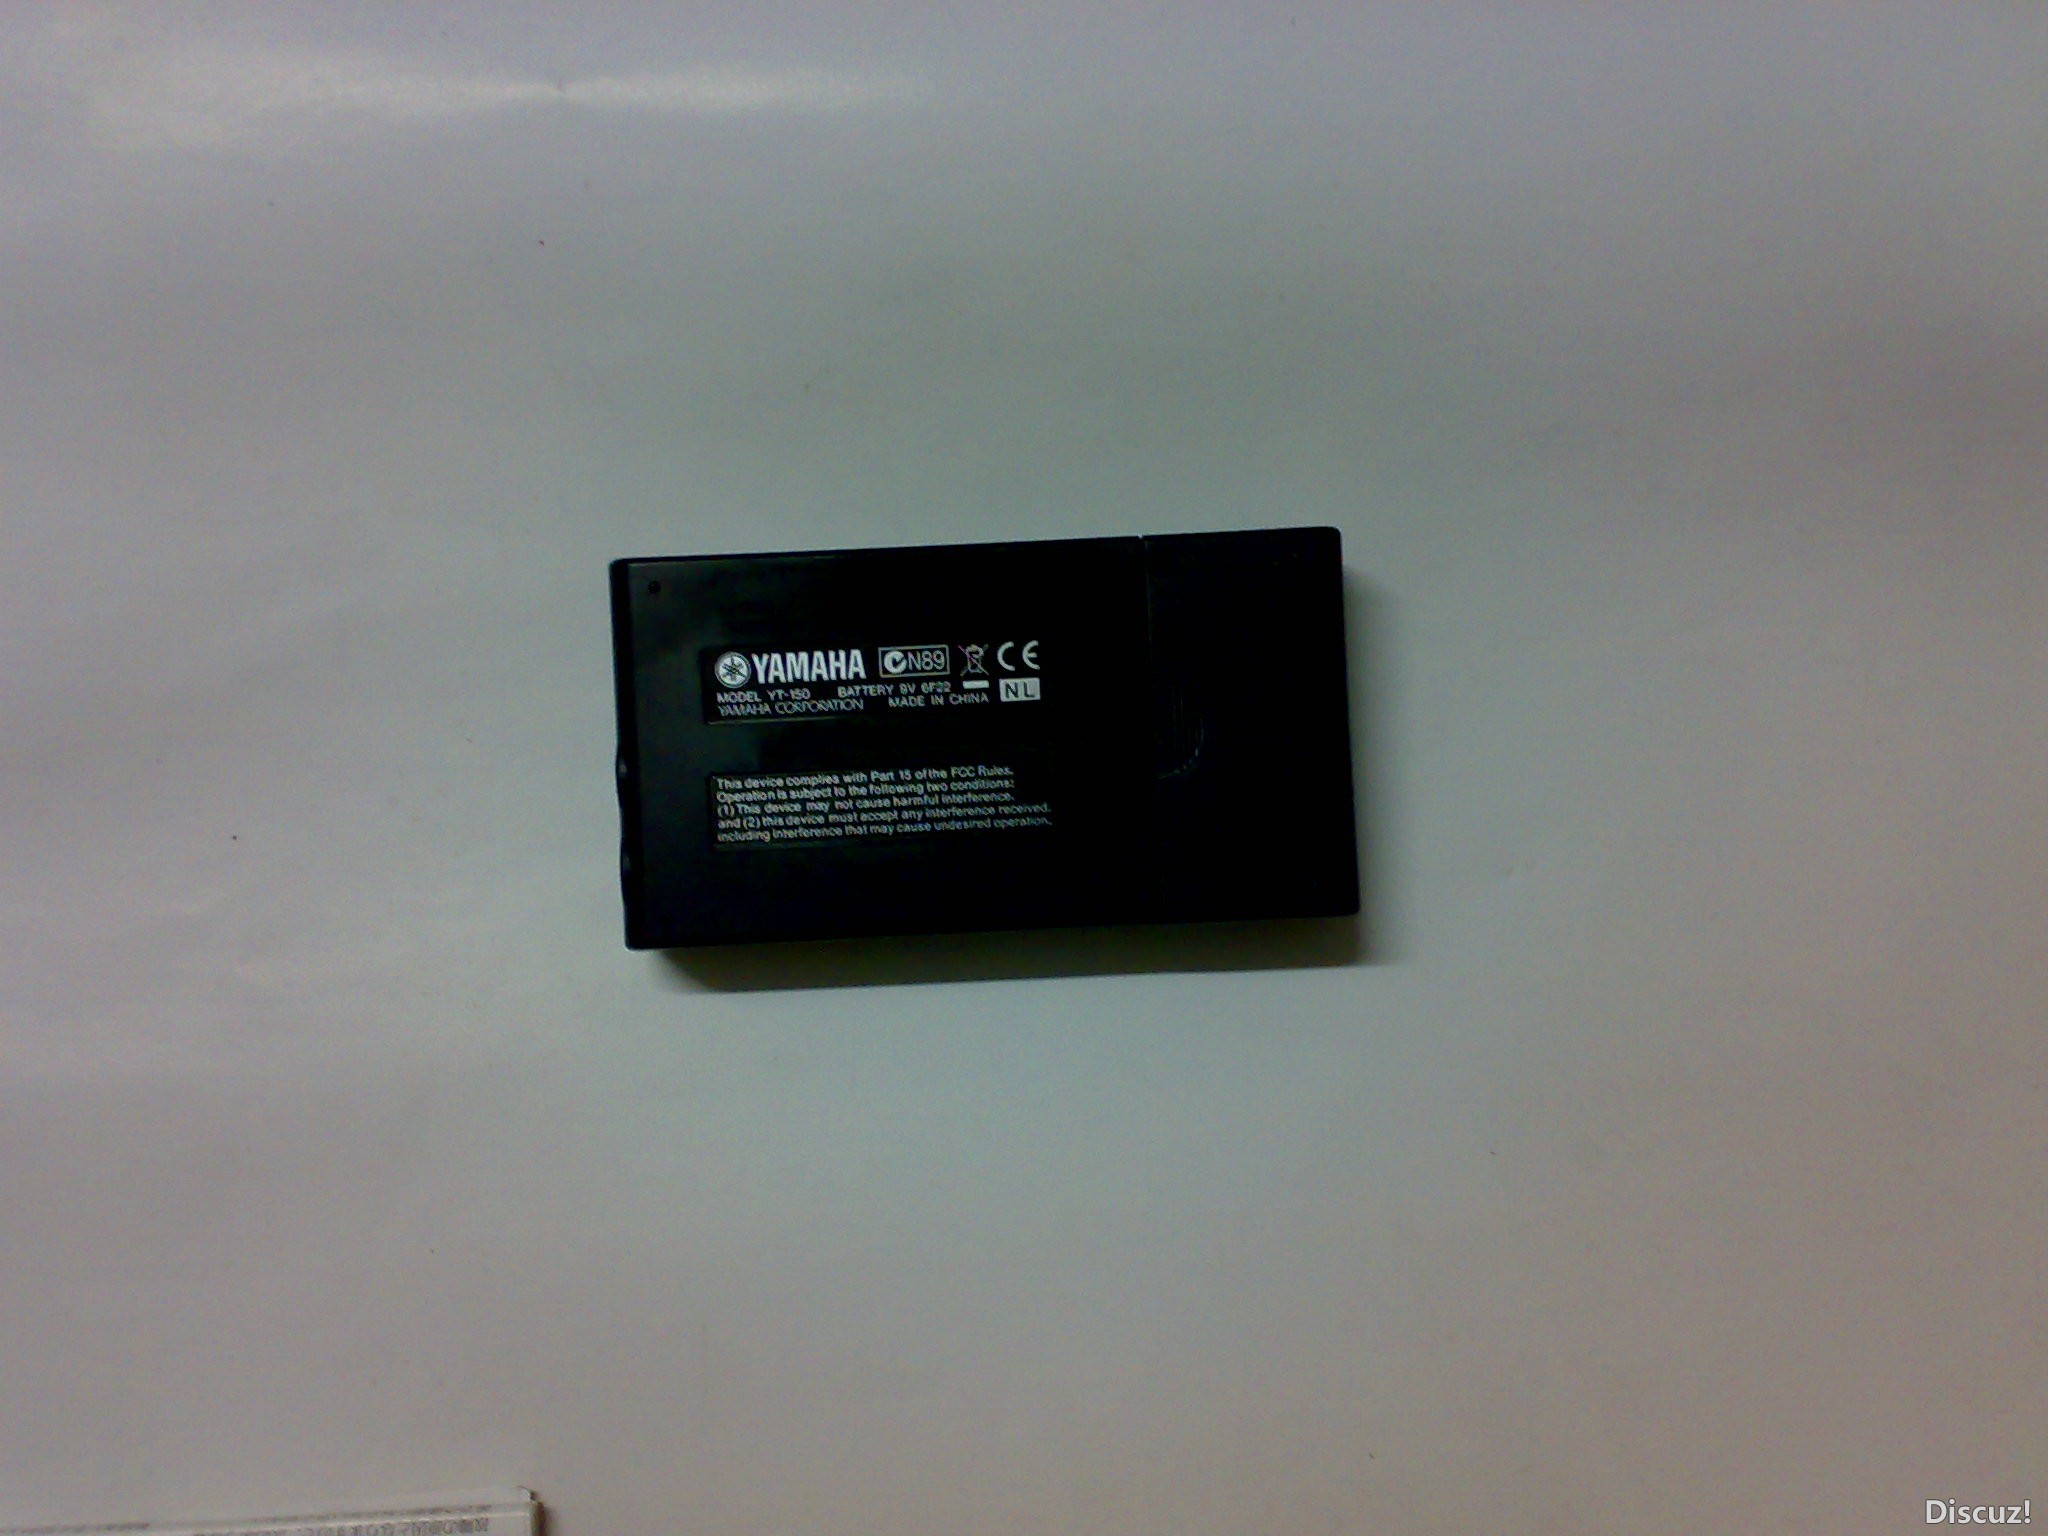 YAMAHA N89 CE
MODEL YT-150 BATTERY 9V 6F22 NL
YAMAHA CORPORATION MADE IN CHINA
This device complies with Part 15 of the FCC Rules.
Operation is subject to the following two conditions:
(1) This device may not cause harmful interference.
and (2) this device must accept any interference received.
including interference that may cause undesired operation.
Discuz!